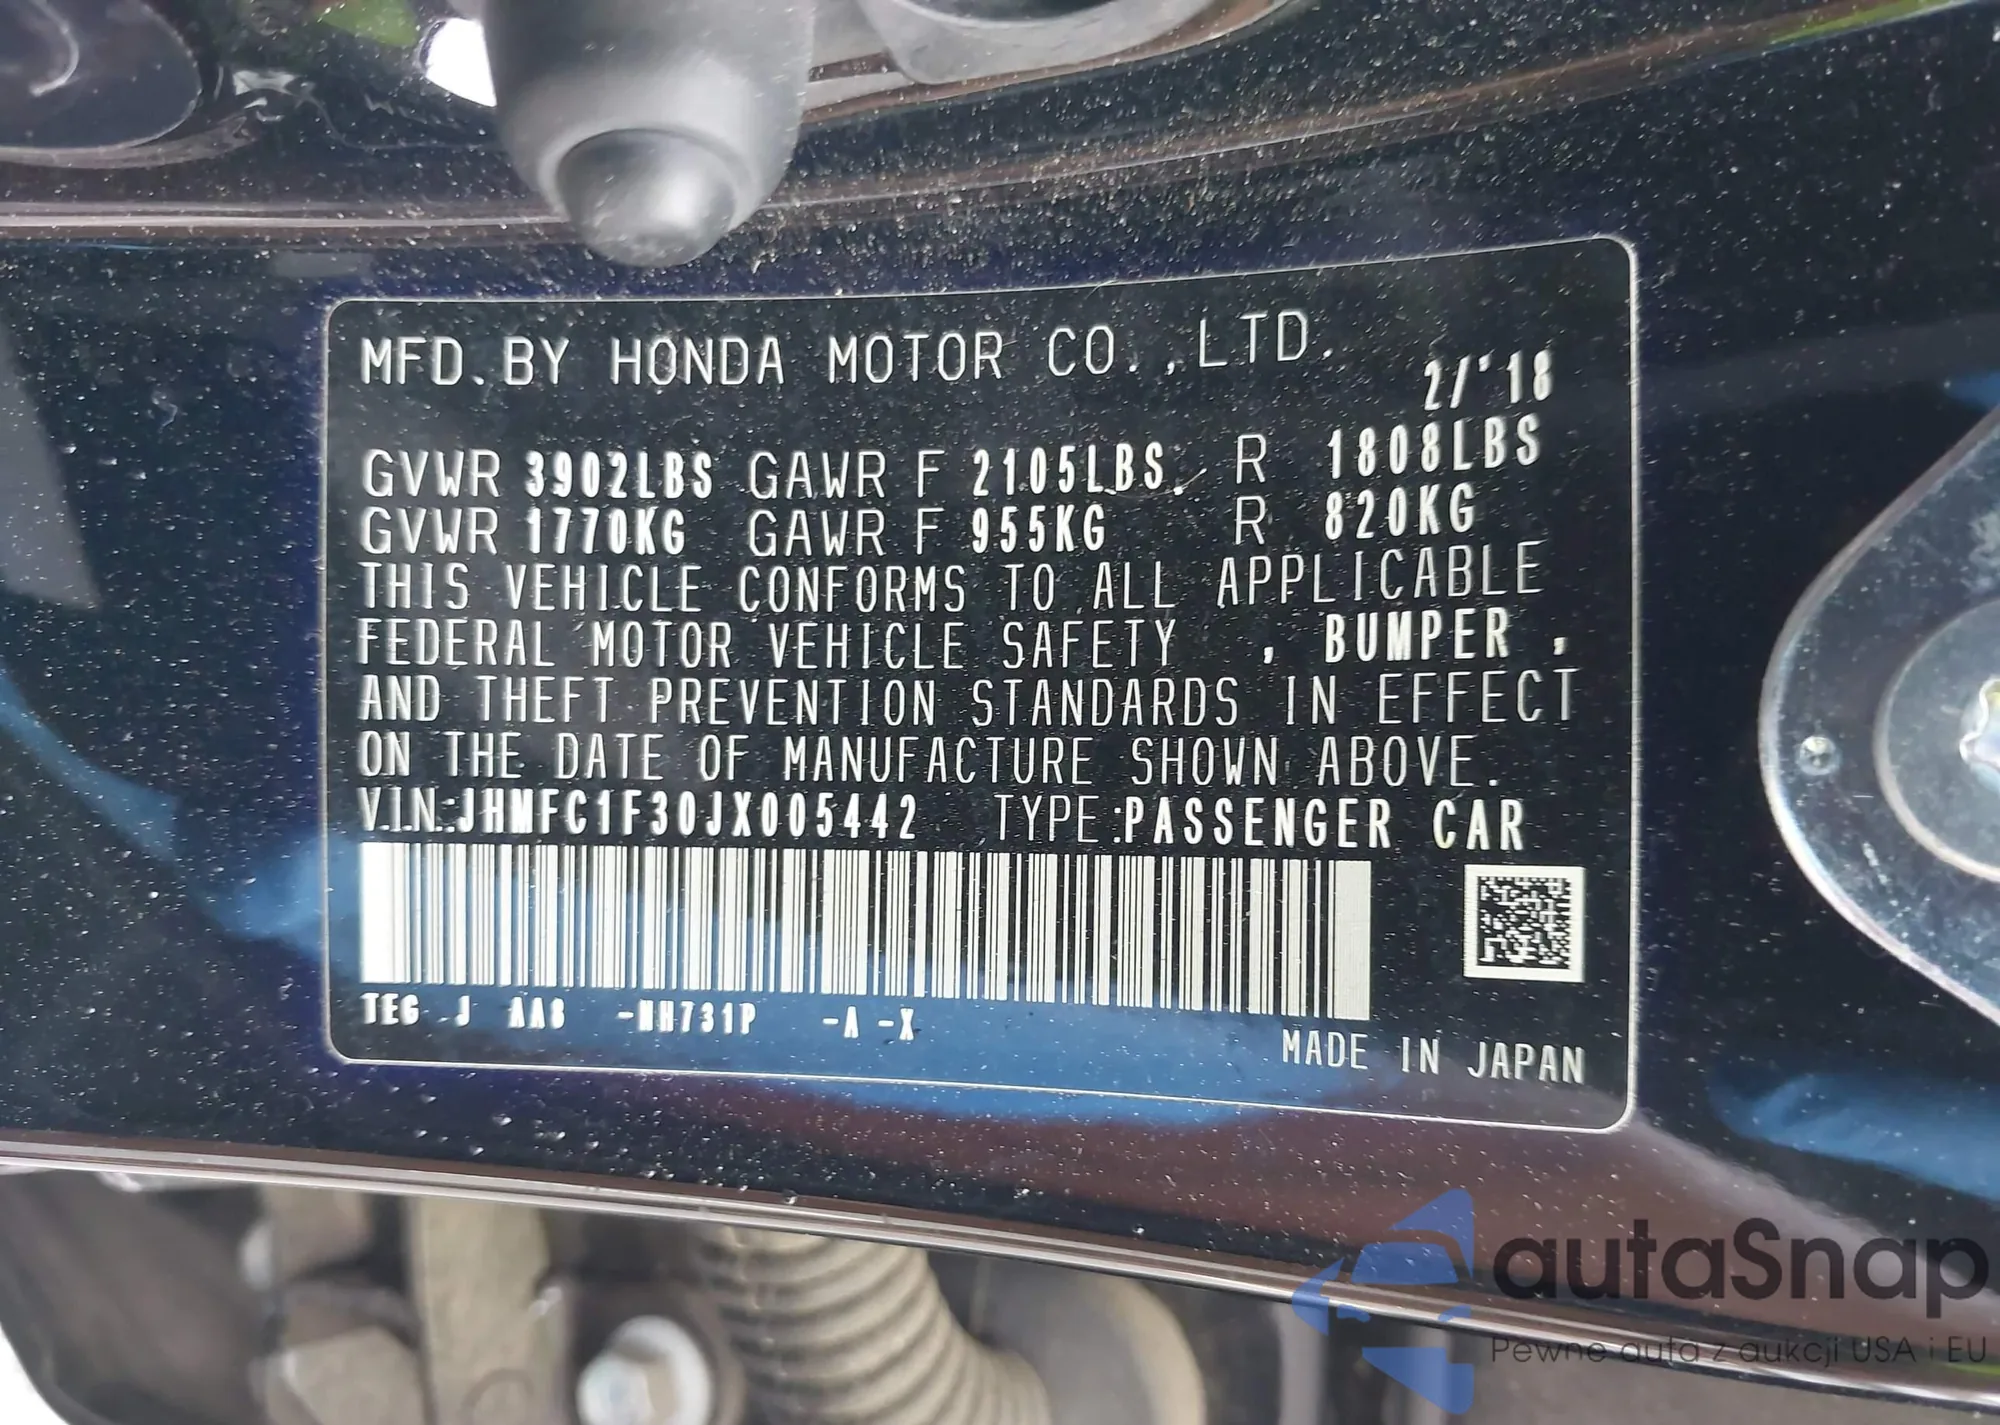 MFD. BY HONDA MOTOR CO., LTD.
2/'18
GVWR 3902LBS GAWR F 2105LBS R 1808LBS
GVWR 1770KG GAWR F 955KG R 820KG
THIS VEHICLE CONFORMS TO ALL APPLICABLE
FEDERAL MOTOR VEHICLE SAFETY , BUMPER ,
AND THEFT PREVENTION STANDARDS IN EFFECT
ON THE DATE OF MANUFACTURE SHOWN ABOVE.
V.I.N.:JHMFC1F30JX005442 TYPE:PASSENGER CAR
TEG J AA8 -NH731P -A -X
MADE IN JAPAN
autaSnap
Pewne auta z aukcji USA i EU